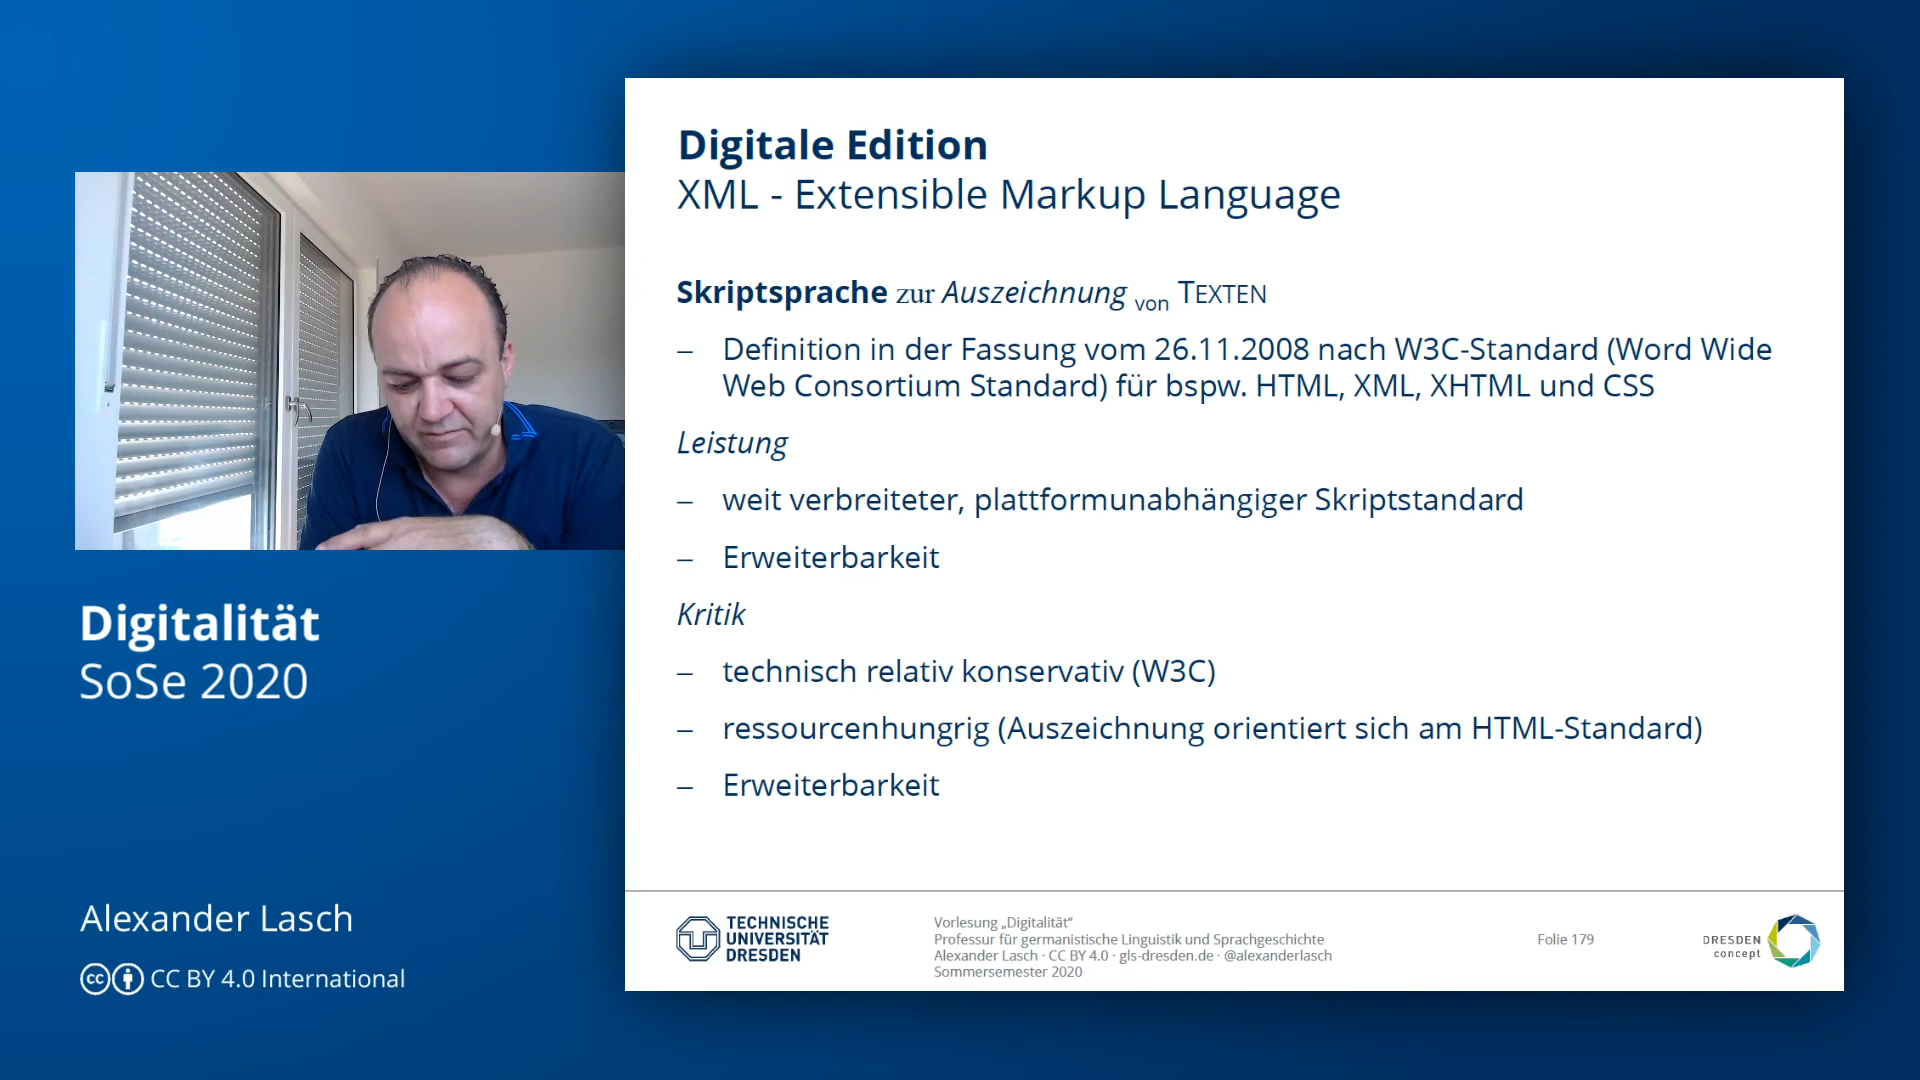 Digitale Edition
XML - Extensible Markup Language
Skriptsprache zur Auszeichnung von TEXTEN
– Definition in der Fassung vom 26.11.2008 nach W3C-Standard (Word Wide
Web Consortium Standard) für bspw. HTML, XML, XHTML und CSS
Leistung
– weit verbreiteter, plattformunabhängiger Skriptstandard
– Erweiterbarkeit
Kritik
– technisch relativ konservativ (W3C)
– ressourcenhungrig (Auszeichnung orientiert sich am HTML-Standard)
– Erweiterbarkeit
TECHNISCHE
UNIVERSITÄT
DRESDEN
Vorlesung „Digitalität“
Professur für germanistische Linguistik und Sprachgeschichte
Alexander Lasch · CC BY 4.0 · gls-dresden.de · @alexanderlasch
Sommersemester 2020
Folie 179
DRESDEN
concept
Digitalität
SoSe 2020
Alexander Lasch
cc CC BY 4.0 International